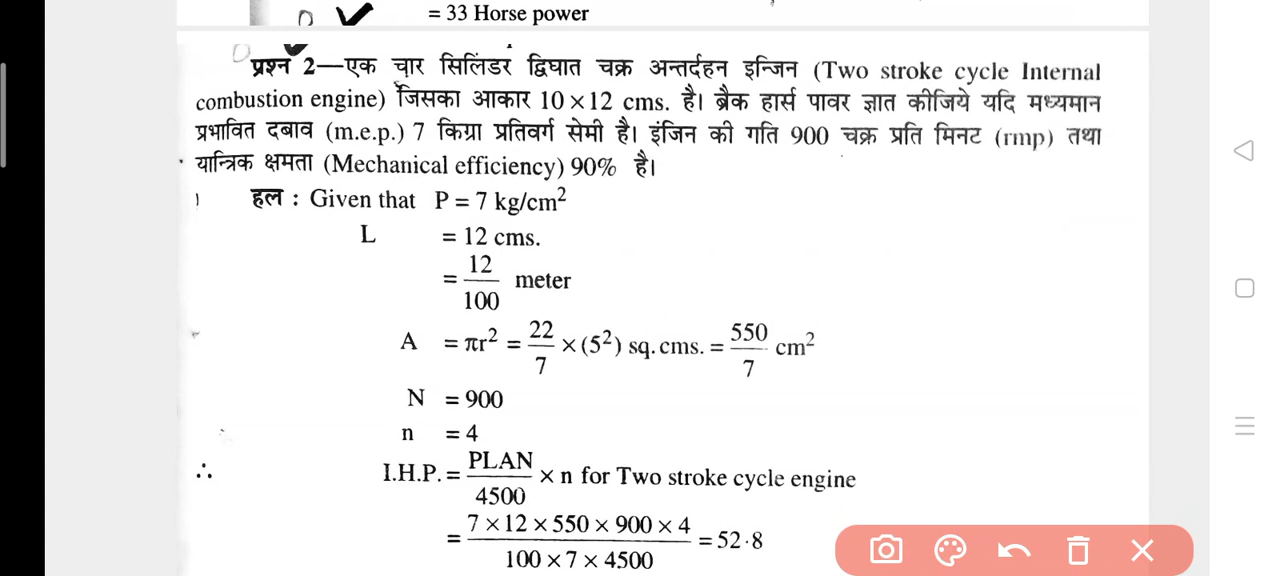 = 33 Horse power
प्रश्न 2—एक चार सिलिंडर द्विघात चक्र अन्तर्दहन इन्जिन (Two stroke cycle Internal
combustion engine) जिसका आकार 10 × 12 cms. है। ब्रैक हार्स पावर ज्ञात कीजिये यदि मध्यमान
प्रभावित दबाव (m.e.p.) 7 किग्रा प्रतिवर्ग सेमी है। इंजिन की गति 900 चक्र प्रति मिनट (rmp) तथा
यान्त्रिक क्षमता (Mechanical efficiency) 90% है।
हल : Given that P = 7 kg/cm²
L = 12 cms.
= 12/100 meter
A = πr² = 22/7 × (5²) sq. cms. = 550/7 cm²
N = 900
n = 4
∴ I.H.P. = PLAN/4500 × n for Two stroke cycle engine
= 7 × 12 × 550 × 900 × 4 / 100 × 7 × 4500 = 52·8